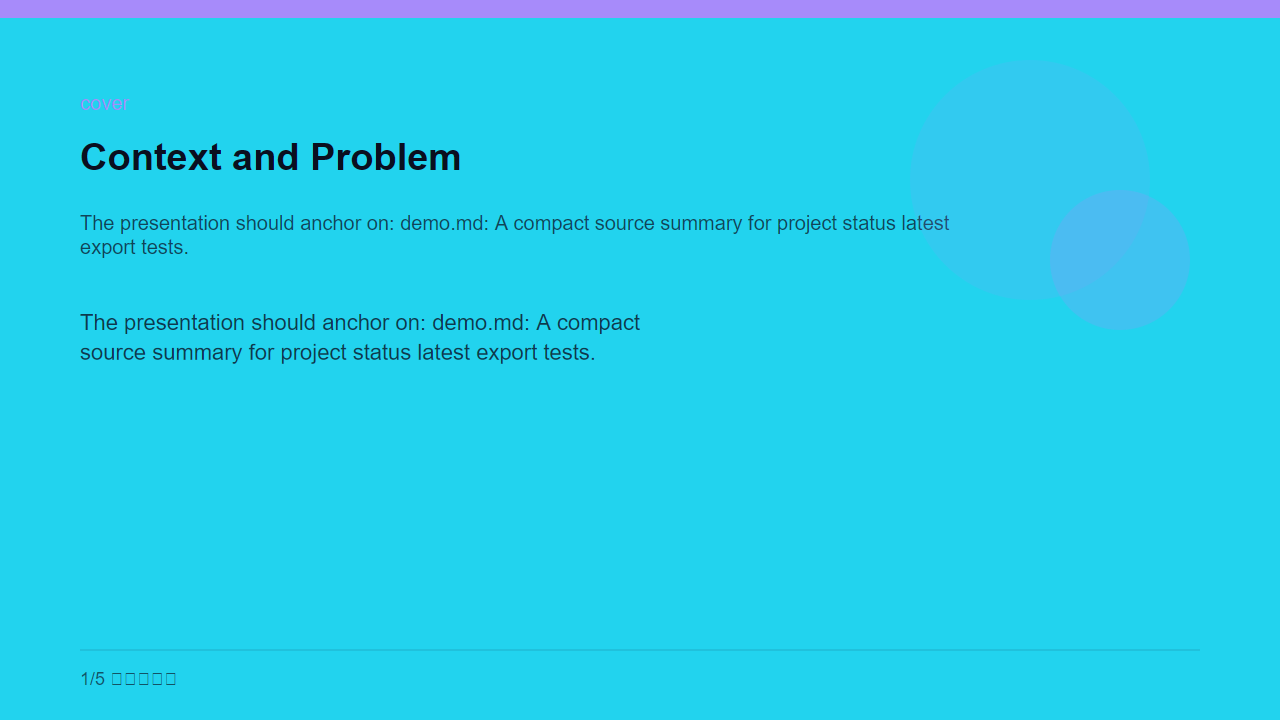 cover
Context and Problem
The presentation should anchor on: demo.md: A compact source summary for project status latest
export tests.
The presentation should anchor on: demo.md: A compact
source summary for project status latest export tests.
1/5